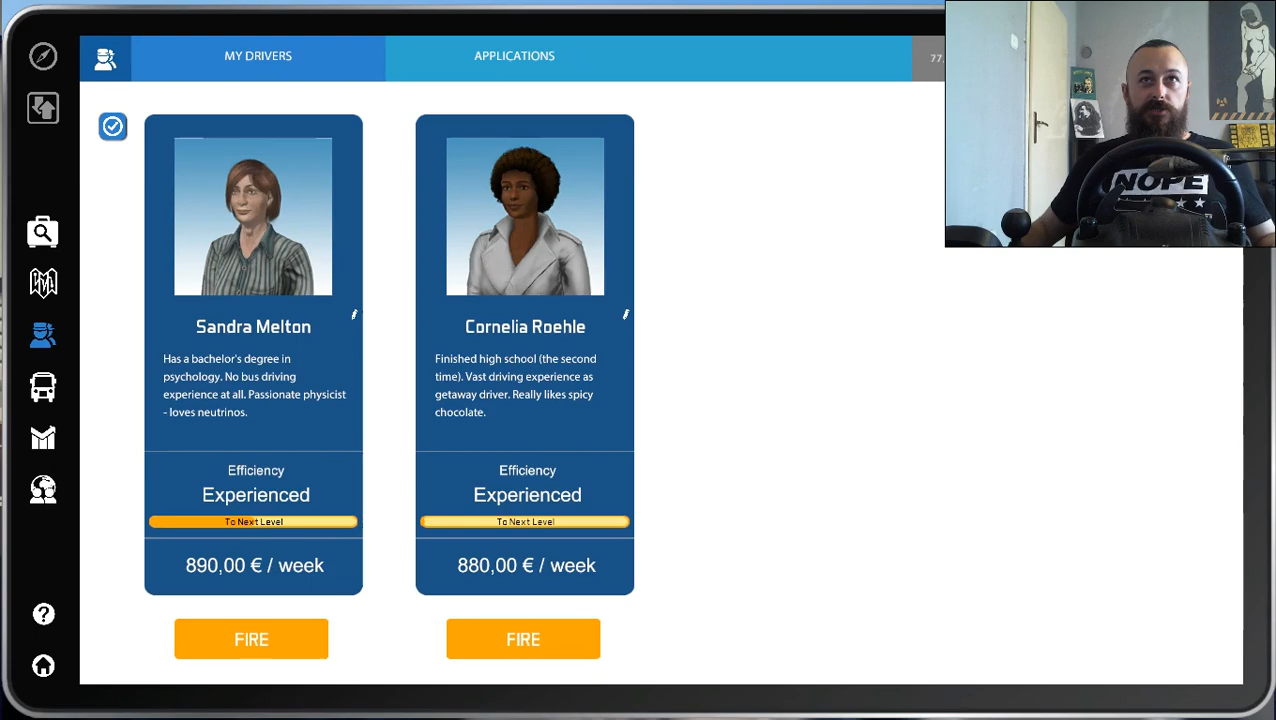 MY DRIVERS
APPLICATIONS
77.
NOPE
Sandra Melton
Has a bachelor's degree in
psychology. No bus driving
experience at all. Passionate physicist
- loves neutrinos.
Efficiency
Experienced
To Next Level
890,00 € / week
FIRE
Cornelia Roehle
Finished high school (the second
time). Vast driving experience as
getaway driver. Really likes spicy
chocolate.
Efficiency
Experienced
To Next Level
880,00 € / week
FIRE